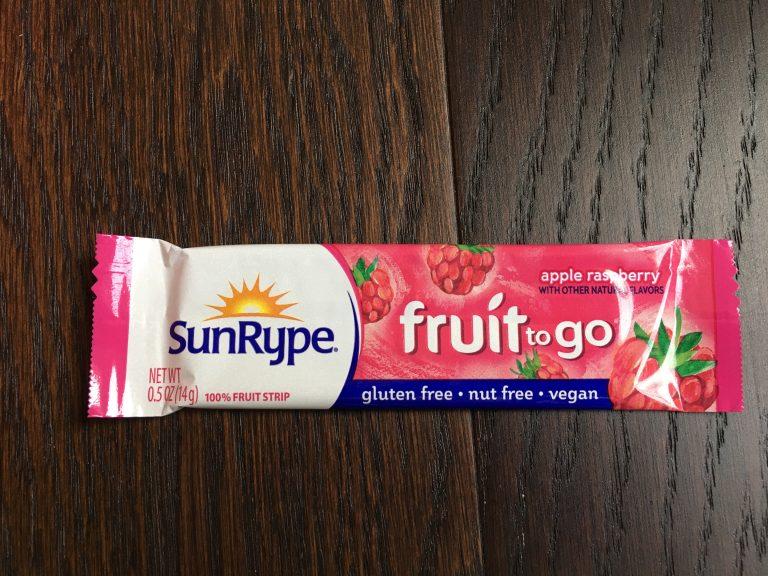 SunRype®
NET WT
0.5 OZ (14g)
100% FRUIT STRIP
apple raspberry
WITH OTHER NATURAL FLAVORS
fruit to go
gluten free • nut free • vegan